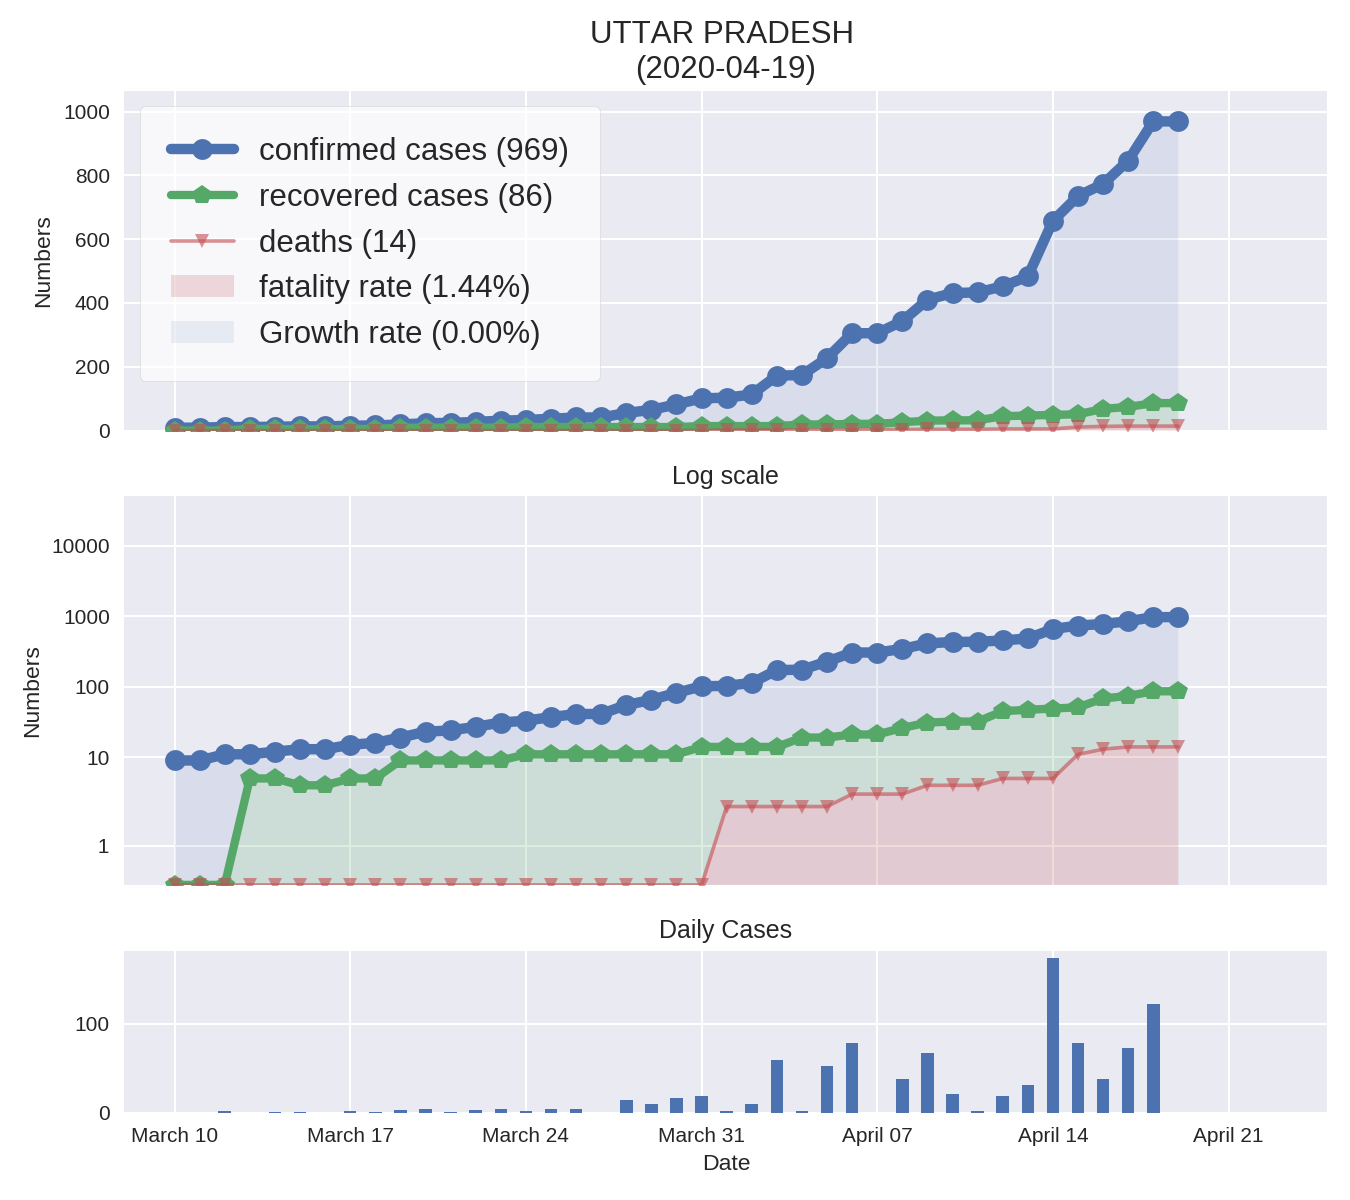 UTTAR PRADESH
(2020-04-19)
1000
800
600
400
200
0
Numbers
confirmed cases (969)
recovered cases (86)
deaths (14)
fatality rate (1.44%)
Growth rate (0.00%)
Log scale
10000
1000
100
10
1
Numbers
Daily Cases
100
0
March 10 March 17 March 24 March 31 April 07 April 14 April 21
Date